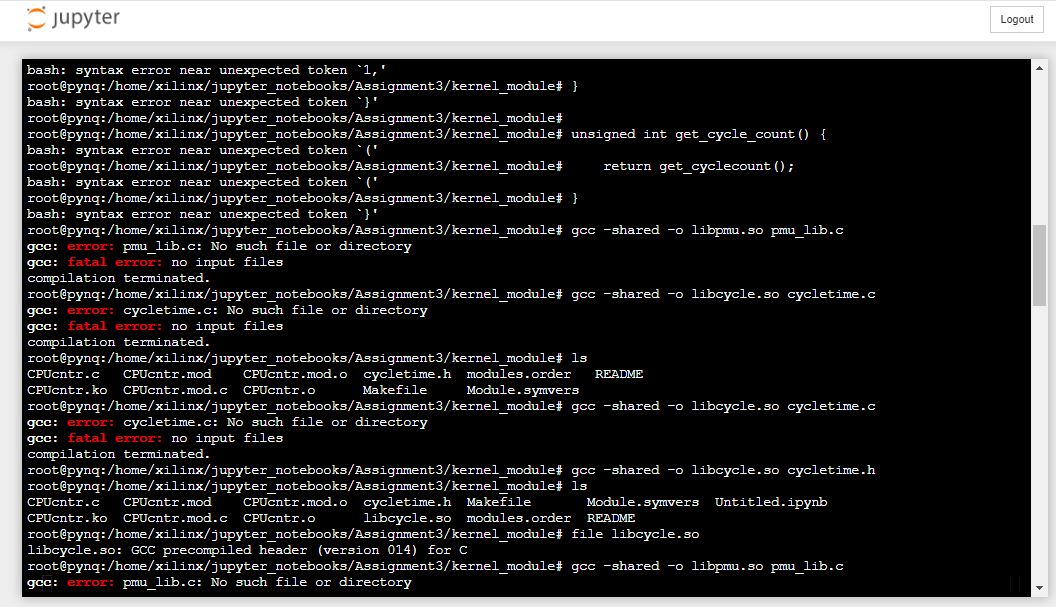 jupyter
Logout
bash: syntax error near unexpected token `1,'
root@pynq:/home/xilinx/jupyter_notebooks/Assignment3/kernel_module# }
bash: syntax error near unexpected token `}'
root@pynq:/home/xilinx/jupyter_notebooks/Assignment3/kernel_module#
root@pynq:/home/xilinx/jupyter_notebooks/Assignment3/kernel_module# unsigned int get_cycle_count() {
bash: syntax error near unexpected token `('
root@pynq:/home/xilinx/jupyter_notebooks/Assignment3/kernel_module#     return get_cyclecount();
bash: syntax error near unexpected token `('
root@pynq:/home/xilinx/jupyter_notebooks/Assignment3/kernel_module# }
bash: syntax error near unexpected token `}'
root@pynq:/home/xilinx/jupyter_notebooks/Assignment3/kernel_module# gcc -shared -o libpmu.so pmu_lib.c
gcc: error: pmu_lib.c: No such file or directory
gcc: fatal error: no input files
compilation terminated.
root@pynq:/home/xilinx/jupyter_notebooks/Assignment3/kernel_module# gcc -shared -o libcycle.so cycletime.c
gcc: error: cycletime.c: No such file or directory
gcc: fatal error: no input files
compilation terminated.
root@pynq:/home/xilinx/jupyter_notebooks/Assignment3/kernel_module# ls
CPUcntr.c   CPUcntr.mod    CPUcntr.mod.o  cycletime.h  modules.order   README
CPUcntr.ko  CPUcntr.mod.c  CPUcntr.o      Makefile     Module.symvers
root@pynq:/home/xilinx/jupyter_notebooks/Assignment3/kernel_module# gcc -shared -o libcycle.so cycletime.c
gcc: error: cycletime.c: No such file or directory
gcc: fatal error: no input files
compilation terminated.
root@pynq:/home/xilinx/jupyter_notebooks/Assignment3/kernel_module# gcc -shared -o libcycle.so cycletime.h
root@pynq:/home/xilinx/jupyter_notebooks/Assignment3/kernel_module# ls
CPUcntr.c   CPUcntr.mod    CPUcntr.mod.o  cycletime.h  Makefile       Module.symvers  Untitled.ipynb
CPUcntr.ko  CPUcntr.mod.c  CPUcntr.o      libcycle.so  modules.order  README
root@pynq:/home/xilinx/jupyter_notebooks/Assignment3/kernel_module# file libcycle.so
libcycle.so: GCC precompiled header (version 014) for C
root@pynq:/home/xilinx/jupyter_notebooks/Assignment3/kernel_module# gcc -shared -o libpmu.so pmu_lib.c
gcc: error: pmu_lib.c: No such file or directory